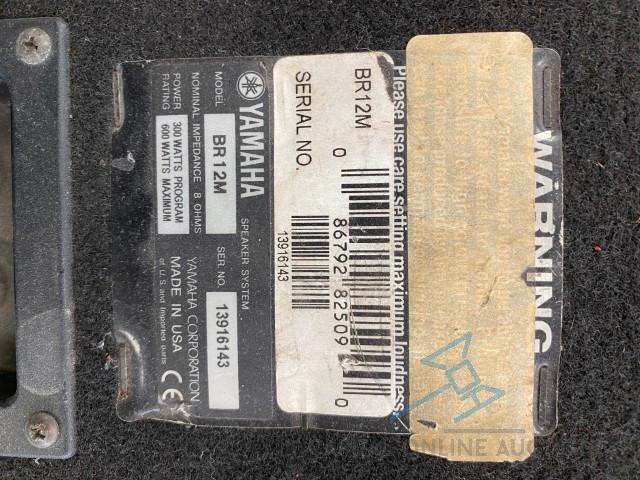 YAMAHA SPEAKER SYSTEM
MODEL BR12M SER. NO. 13916143
NOMINAL IMPEDANCE 8 OHMS YAMAHA CORPORATION
POWER RATING 300 WATTS PROGRAM
600 WATTS MAXIMUM
MADE IN USA
of U.S. and imported parts
CE
BR12M
0 86792 82509 0
SERIAL NO.
13916143
WARNING
Please use care setting maximum loudness.
ONLINE